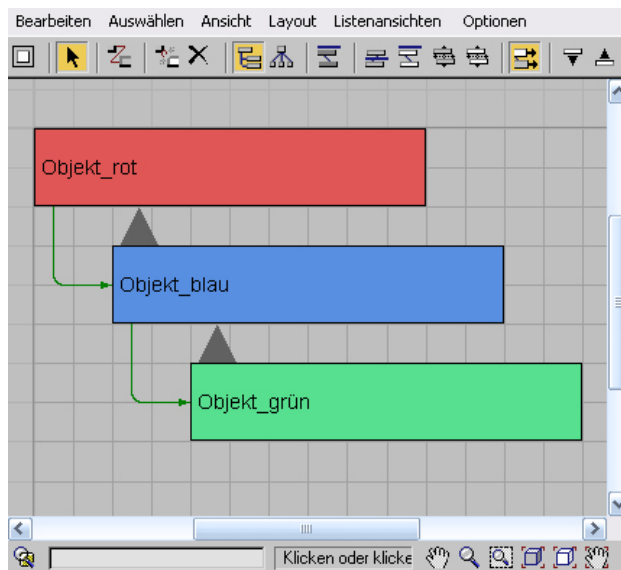 Bearbeiten Auswählen Ansicht Layout Listenansichten Optionen
Objekt_rot
Objekt_blau
Objekt_grün
Klicken oder klicke